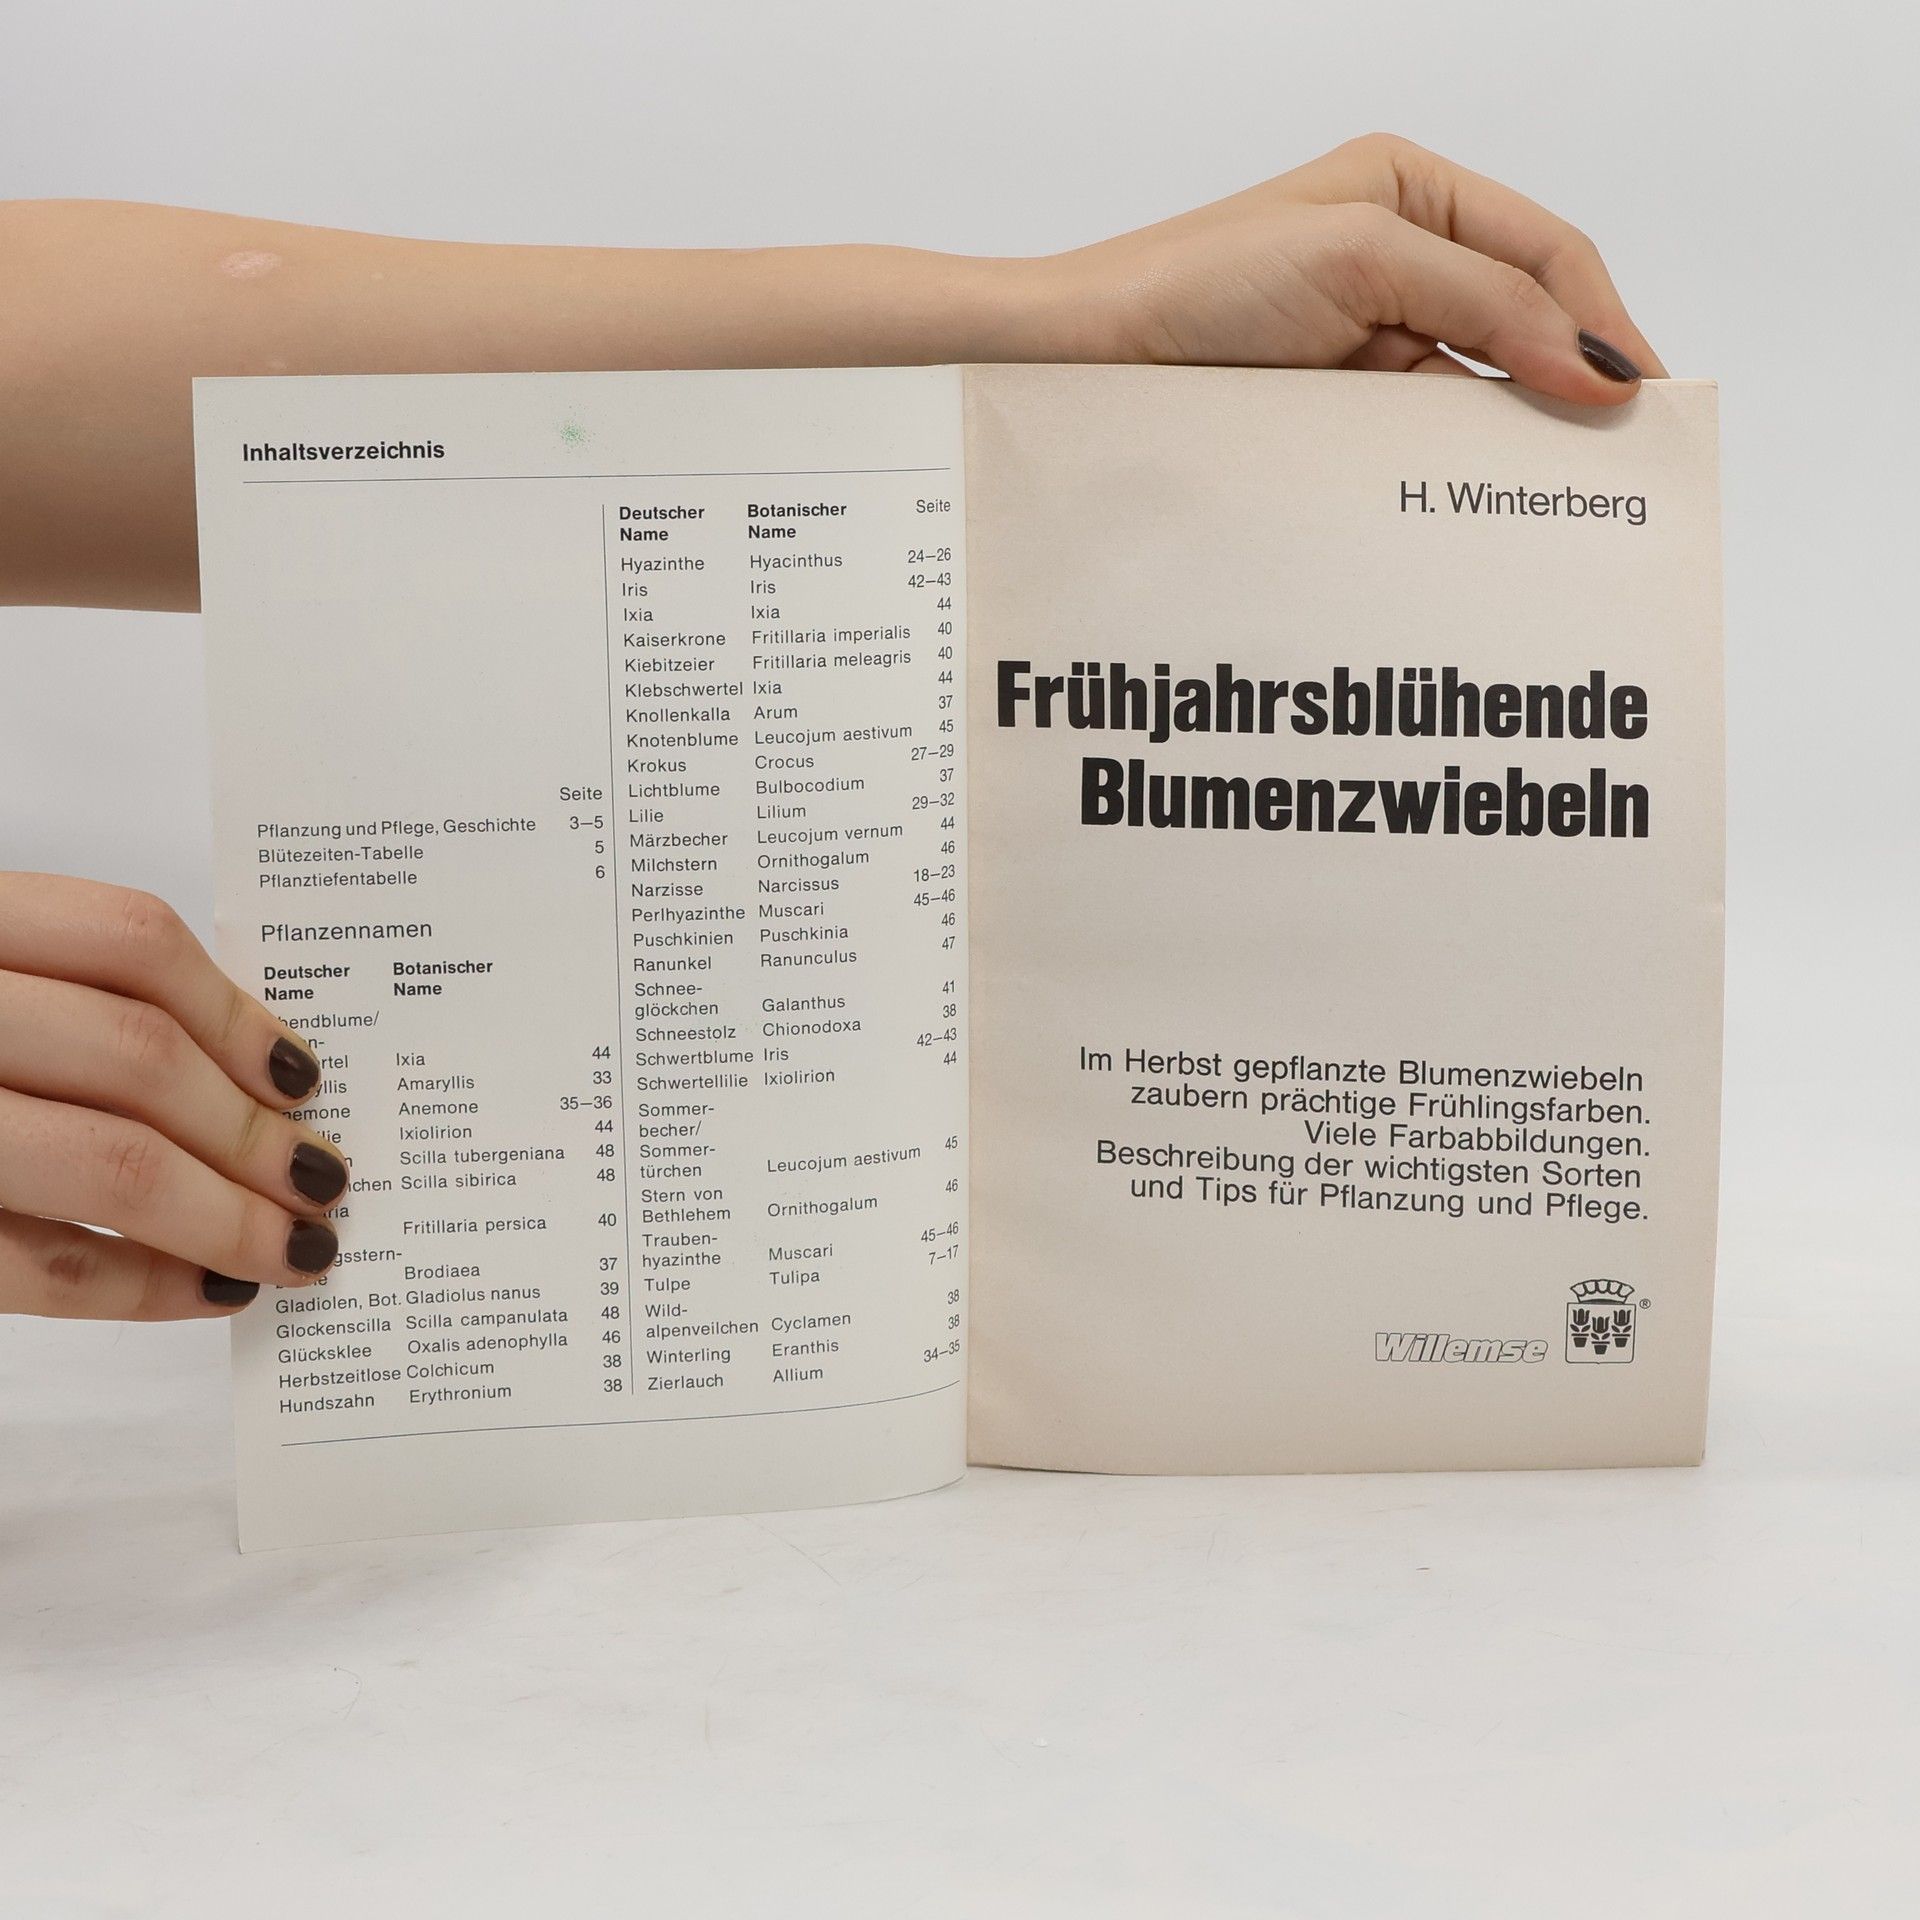 Inhaltsverzeichnis
Seite
Pflanzung und Pflege, Geschichte 3–5
Blütezeiten-Tabelle 5
Pflanztiefentabelle 6
Pflanzennamen
Deutscher Botanischer
Name Name
Ixia 44
Amaryllis 33
Anemone 35–36
Ixiolirion 44
Scilla tubergeniana 48
Scilla sibirica 48
Fritillaria persica 40
Brodiaea 37
Gladiolen, Bot. Gladiolus nanus 39
Glockenscilla Scilla campanulata 48
Glücksklee Oxalis adenophylla 46
Herbstzeitlose Colchicum 38
Hundszahn Erythronium 38
Deutscher Botanischer Seite
Name Name
Hyazinthe Hyacinthus 24–26
Iris Iris 42–43
Ixia Ixia 44
Kaiserkrone Fritillaria imperialis 40
Kiebitzeier Fritillaria meleagris 40
Klebschwertel Ixia 44
Knollenkalla Arum 37
Knotenblume Leucojum aestivum 45
Krokus Crocus 27–29
Lichtblume Bulbocodium 37
Lilie Lilium 29–32
Märzbecher Leucojum vernum 44
Milchstern Ornithogalum 46
Narzisse Narcissus 18–23
Perlhyazinthe Muscari 45–46
Puschkinien Puschkinia 46
Ranunkel Ranunculus 47
Schnee-
glöckchen Galanthus 41
Schneestolz Chionodoxa 38
Schwertblume Iris 42–43
Schwertellilie Ixiolirion 44
Sommer-
becher/
Sommer-
türchen Leucojum aestivum 45
Stern von
Bethlehem Ornithogalum 46
Trauben-
hyazinthe Muscari 45–46
Tulpe Tulipa 7–17
Wild-
alpenveilchen Cyclamen 38
Winterling Eranthis 38
Zierlauch Allium 34–35
H. Winterberg
Frühjahrsblühende
Blumenzwiebeln
Im Herbst gepflanzte Blumenzwiebeln
zaubern prächtige Frühlingsfarben.
Viele Farbabbildungen.
Beschreibung der wichtigsten Sorten
und Tips für Pflanzung und Pflege.
Willemse ®